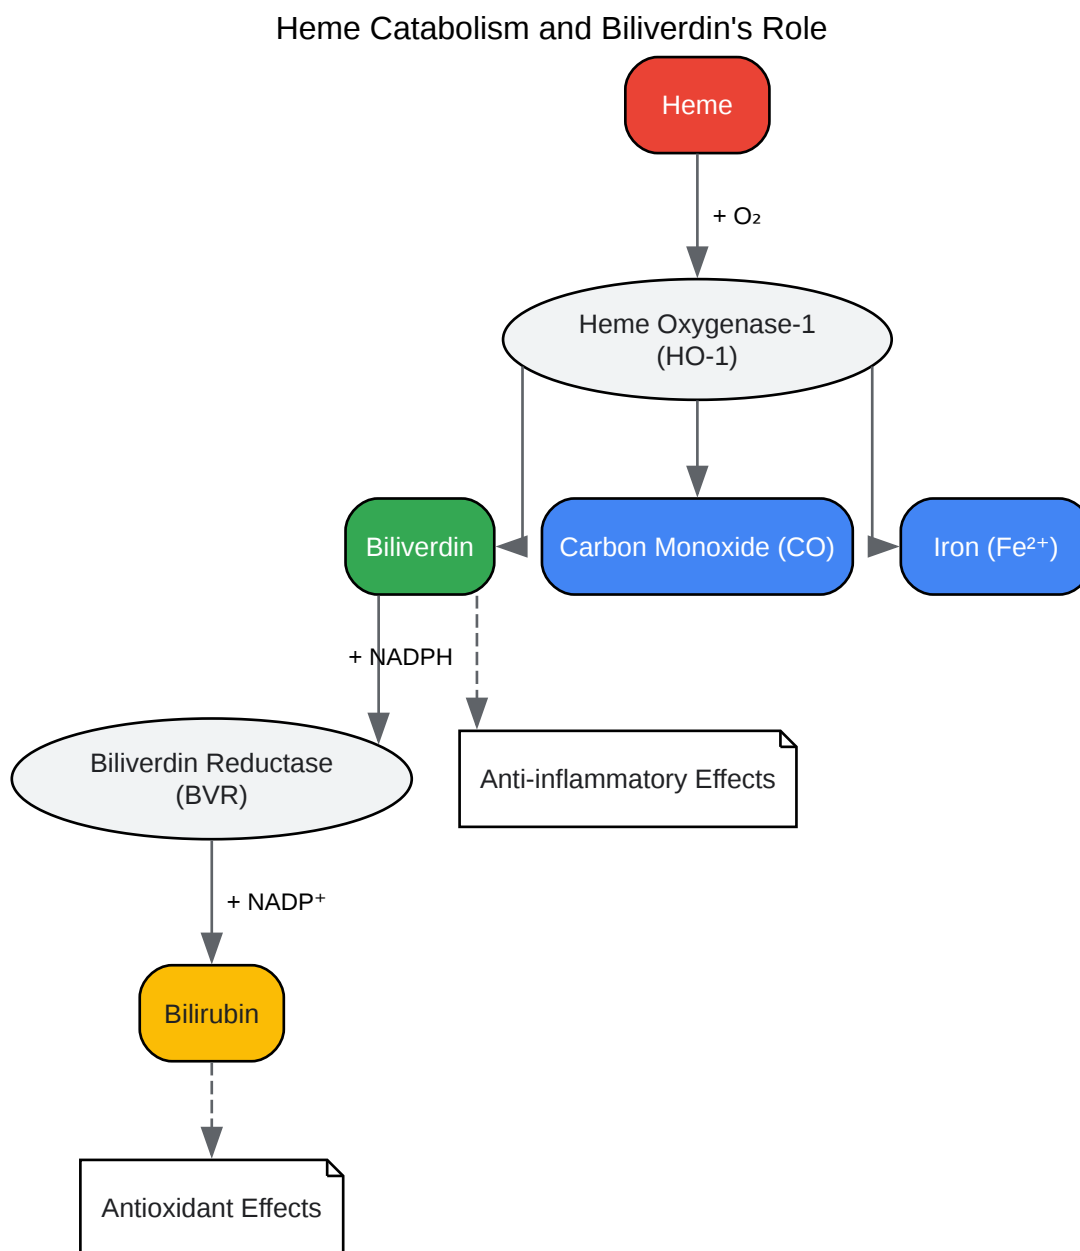 Heme Catabolism and Biliverdin's Role
Heme
+ O₂
Heme Oxygenase-1
(HO-1)
Biliverdin
Carbon Monoxide (CO)
Iron (Fe²⁺)
+ NADPH
Biliverdin Reductase
(BVR)
Anti-inflammatory Effects
+ NADP⁺
Bilirubin
Antioxidant Effects